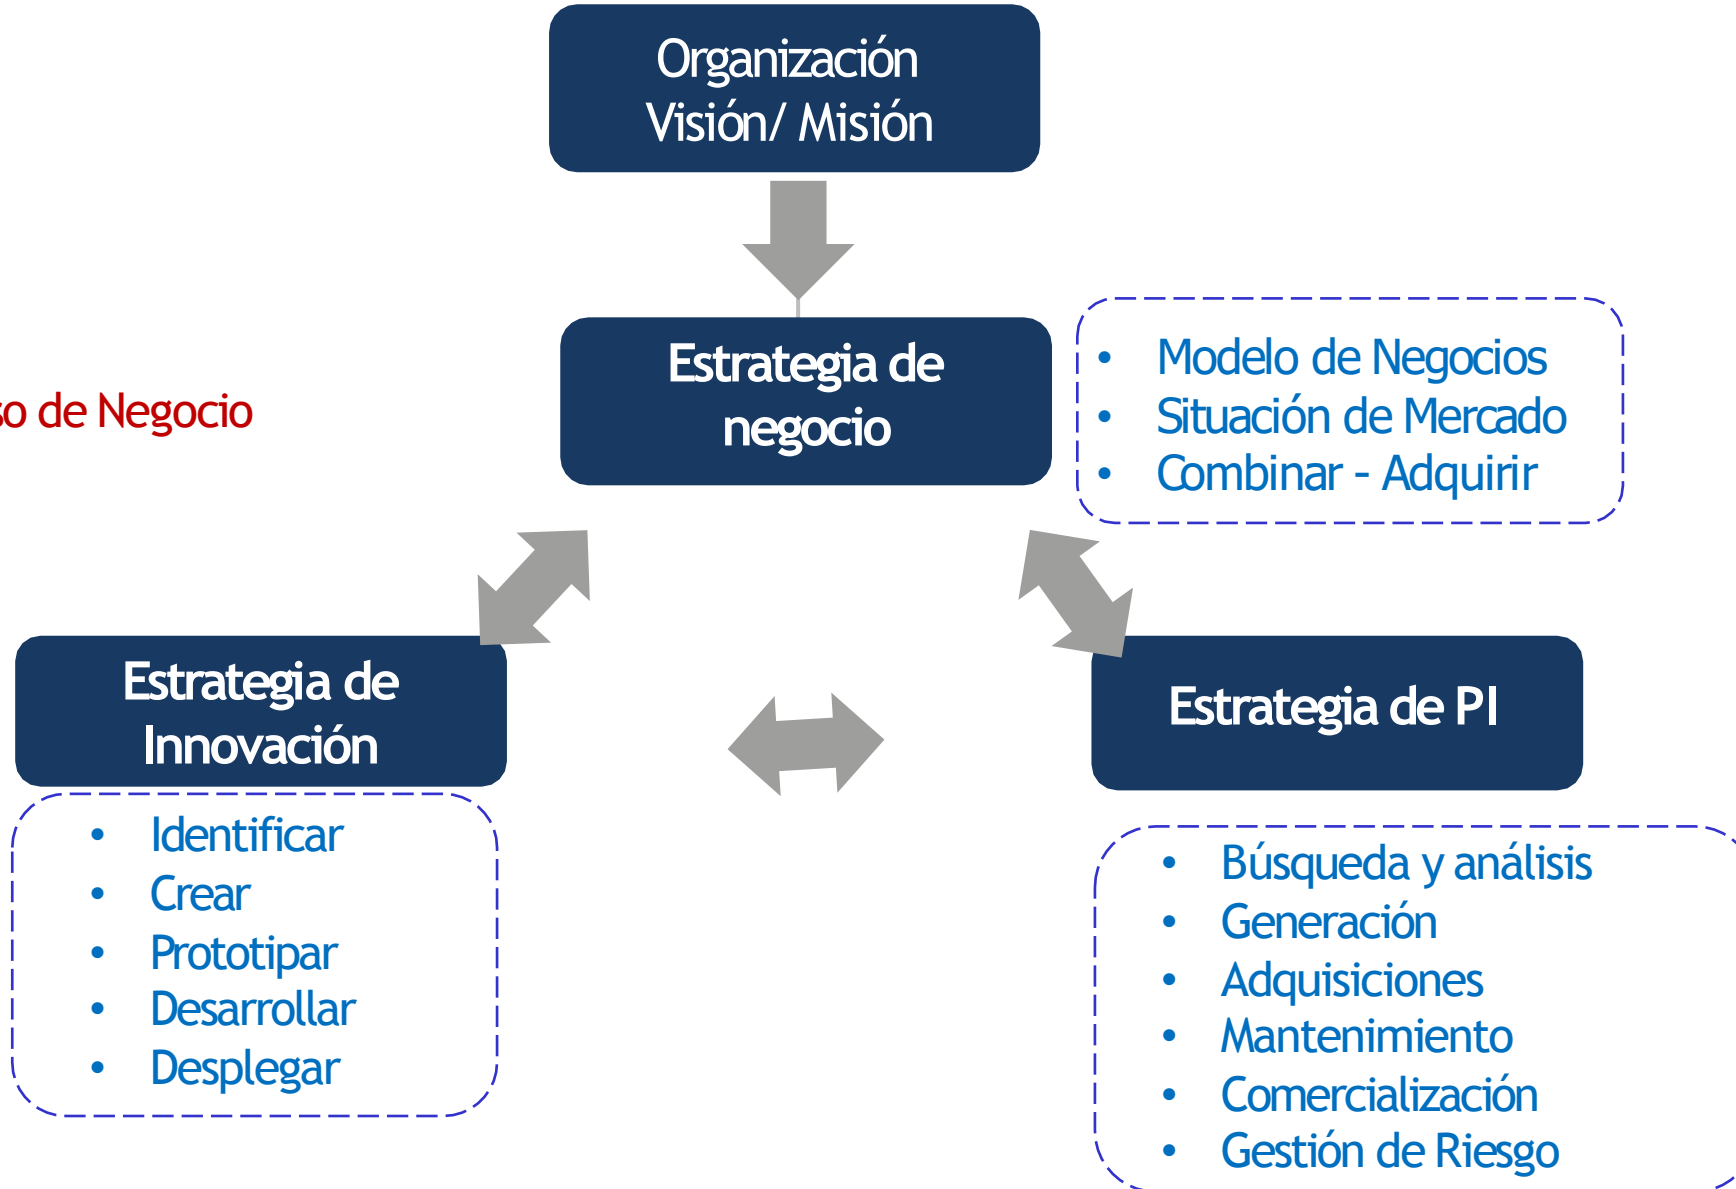 Organización
Visión/ Misión
Estrategia de
negocio
• Modelo de Negocios
• Situación de Mercado
• Combinar - Adquirir
de Negocio
Estrategia de
Innovación
• Identificar
• Crear
• Prototipar
• Desarrollar
• Desplegar
Estrategia de PI
• Búsqueda y análisis
• Generación
• Adquisiciones
• Mantenimiento
• Comercialización
• Gestión de Riesgo